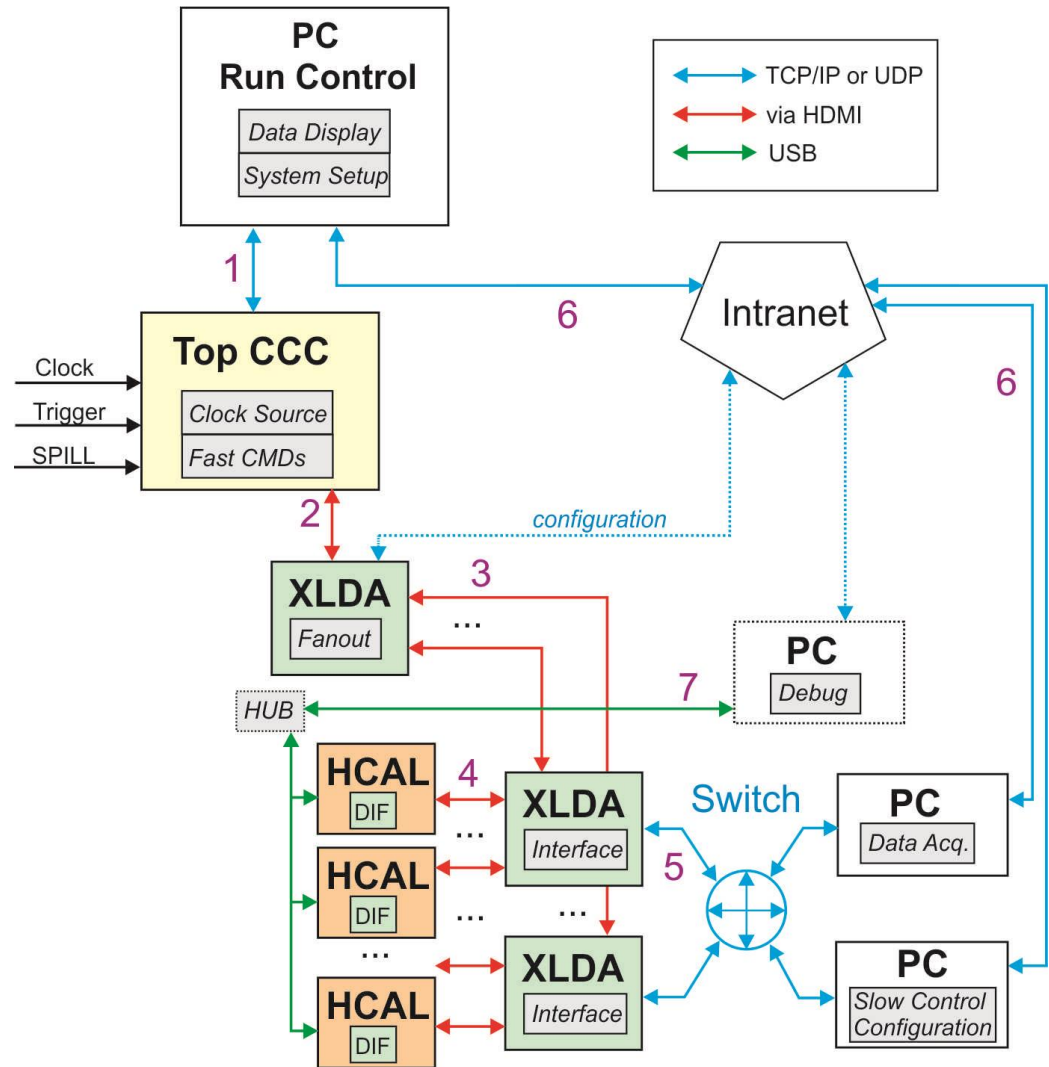 PC
Run Control
Data Display
System Setup
TCP/IP or UDP
via HDMI
USB
1
6
Intranet
6
Top CCC
Clock Source
Fast CMDs
Clock
Trigger
SPILL
2
configuration
XLDA
Fanout
3
...
PC
Debug
7
HUB
HCAL
DIF
4
...
XLDA
Interface
Switch
5
PC
Data Acq.
HCAL
DIF
...
...
...
XLDA
Interface
HCAL
DIF
PC
Slow Control
Configuration